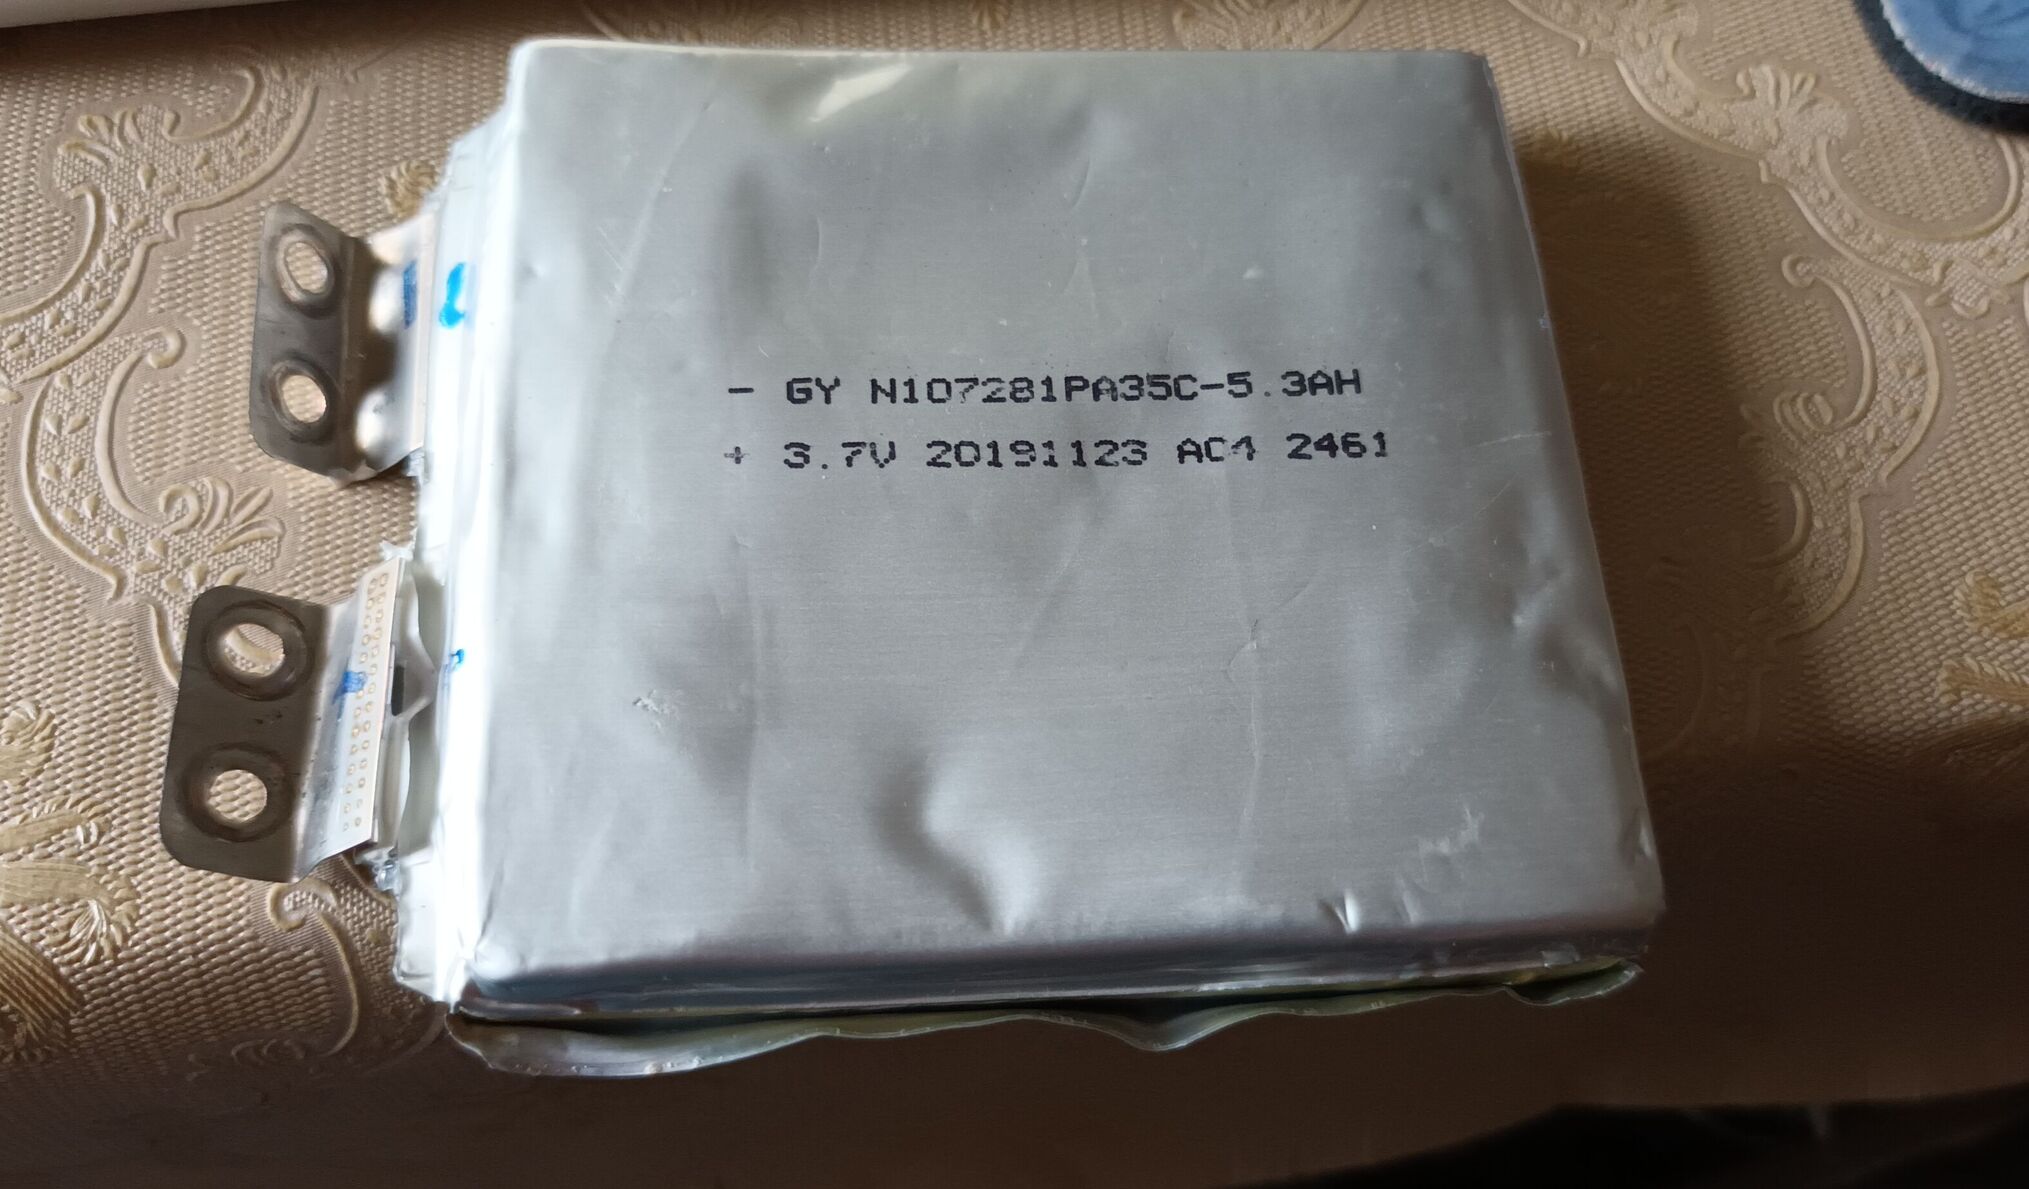 - GY N107281PA35C-5.3AH
+ 3.7V 20191123 AC4 2461